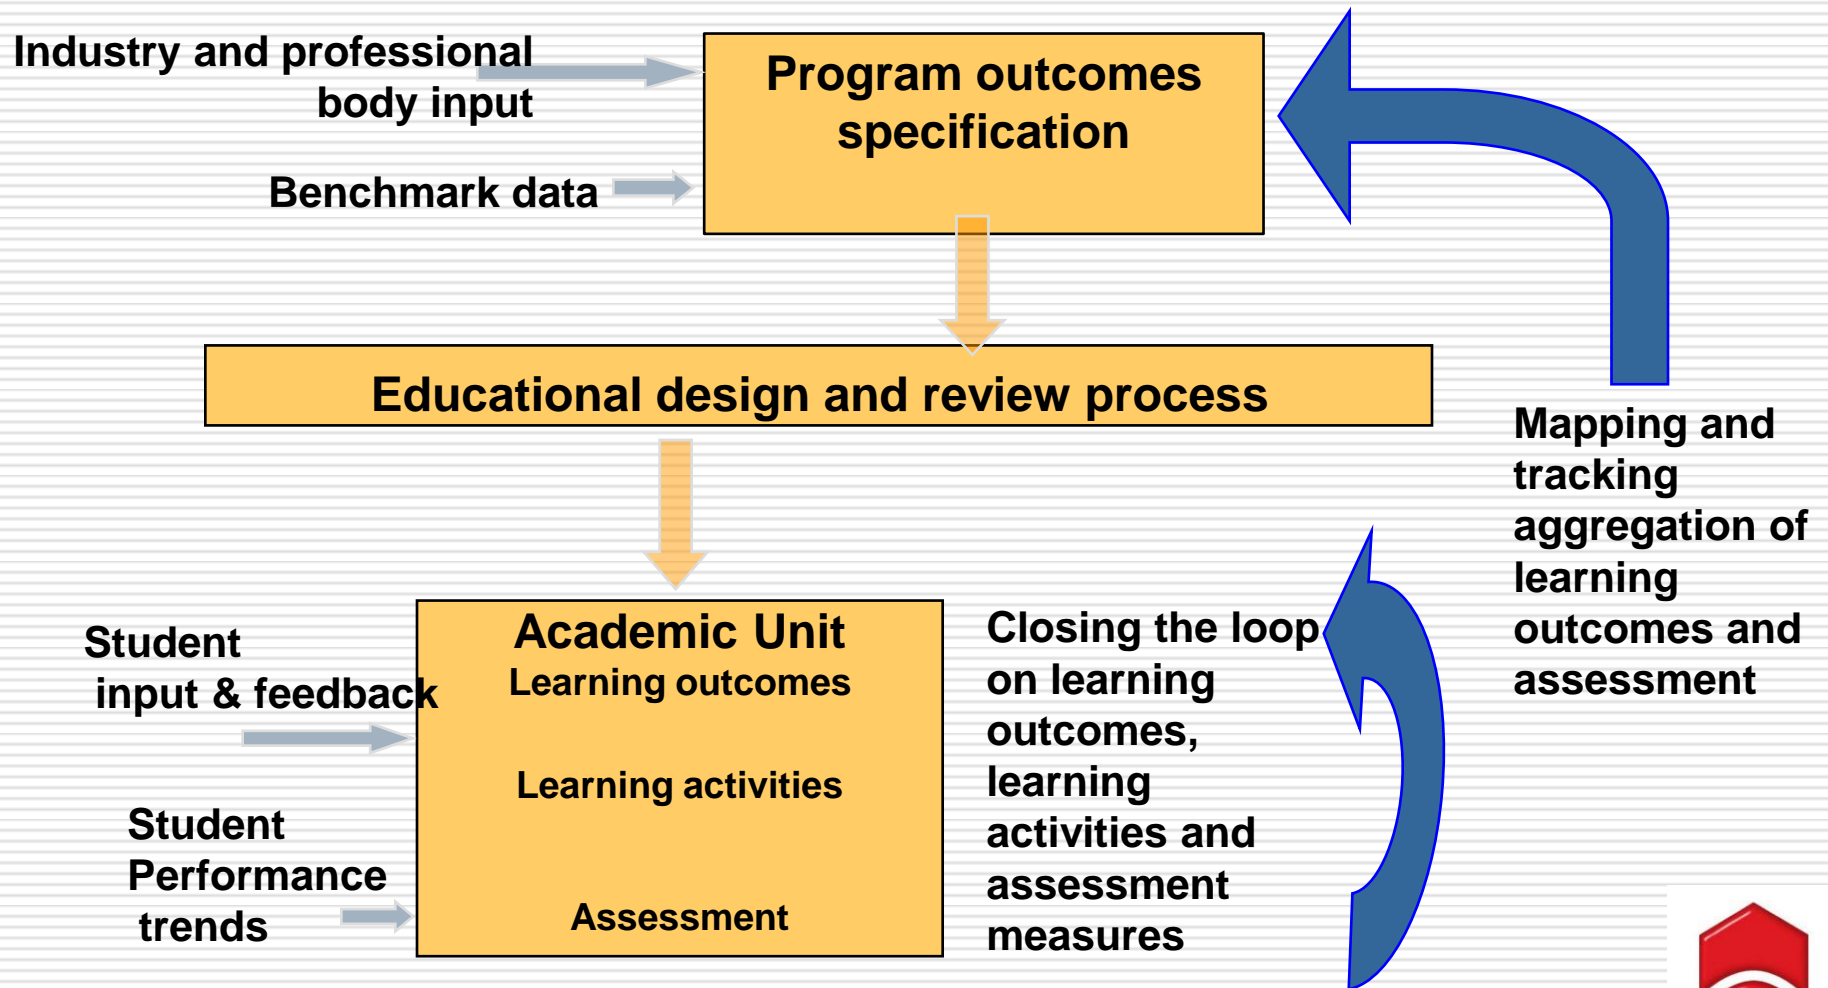 Industry and professional
body input
Benchmark data
Program outcomes
specification
Educational design and review process
Student
input & feedback
Student
Performance
trends
Academic Unit
Learning outcomes
Learning activities
Assessment
Closing the loop
on learning
outcomes,
learning
activities and
assessment
measures
Mapping and
tracking
aggregation of
learning
outcomes and
assessment